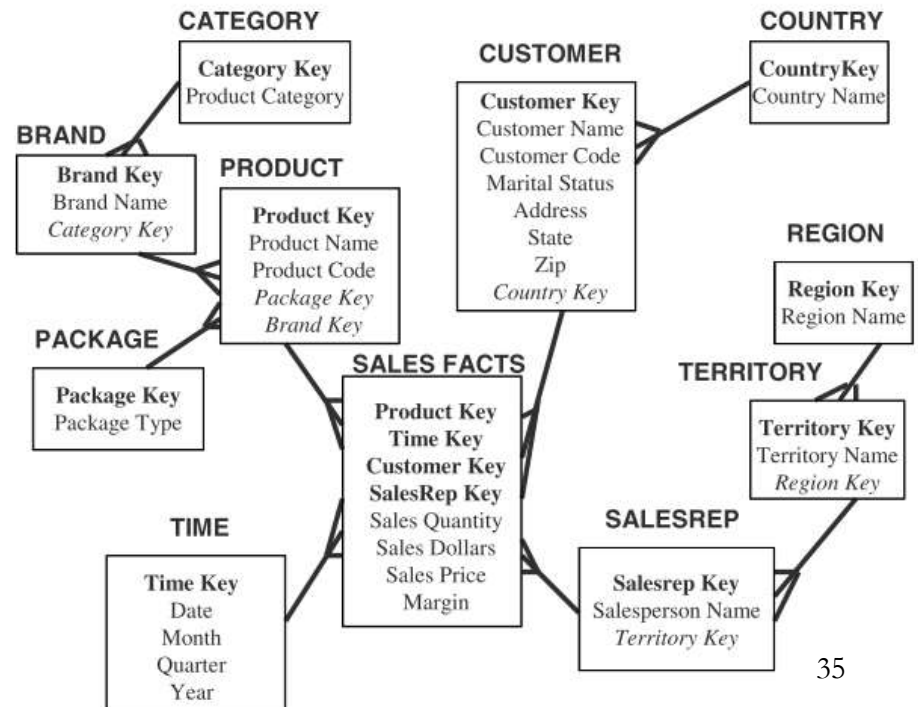 CATEGORY
Category Key
Product Category
BRAND
Brand Key
Brand Name
Category Key
PRODUCT
Product Key
Product Name
Product Code
Package Key
Brand Key
PACKAGE
Package Key
Package Type
TIME
Time Key
Date
Month
Quarter
Year
SALES FACTS
Product Key
Time Key
Customer Key
SalesRep Key
Sales Quantity
Sales Dollars
Sales Price
Margin
CUSTOMER
Customer Key
Customer Name
Customer Code
Marital Status
Address
State
Zip
Country Key
COUNTRY
CountryKey
Country Name
REGION
Region Key
Region Name
TERRITORY
Territory Key
Territory Name
Region Key
SALESREP
Salesrep Key
Salesperson Name
Territory Key
35